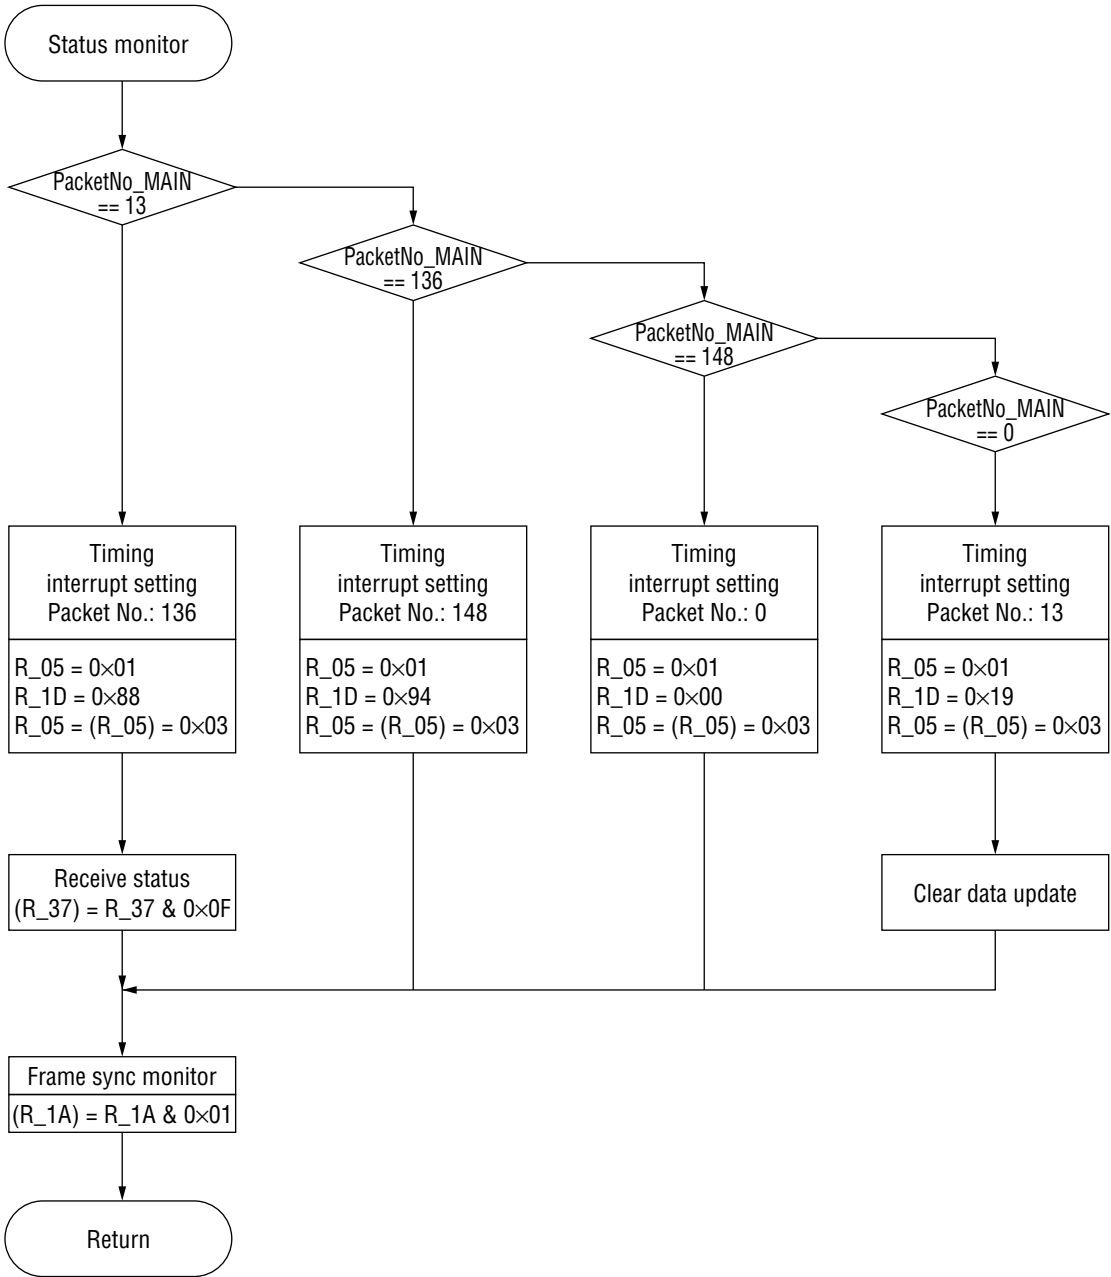 Status monitor
PacketNo_MAIN
== 13
PacketNo_MAIN
== 136
PacketNo_MAIN
== 148
PacketNo_MAIN
== 0
Timing
interrupt setting
Packet No.: 136
R_05 = 0×01
R_1D = 0×88
R_05 = (R_05) = 0×03
Timing
interrupt setting
Packet No.: 148
R_05 = 0×01
R_1D = 0×94
R_05 = (R_05) = 0×03
Timing
interrupt setting
Packet No.: 0
R_05 = 0×01
R_1D = 0×00
R_05 = (R_05) = 0×03
Timing
interrupt setting
Packet No.: 13
R_05 = 0×01
R_1D = 0×19
R_05 = (R_05) = 0×03
Receive status
(R_37) = R_37 & 0×0F
Clear data update
Frame sync monitor
(R_1A) = R_1A & 0×01
Return